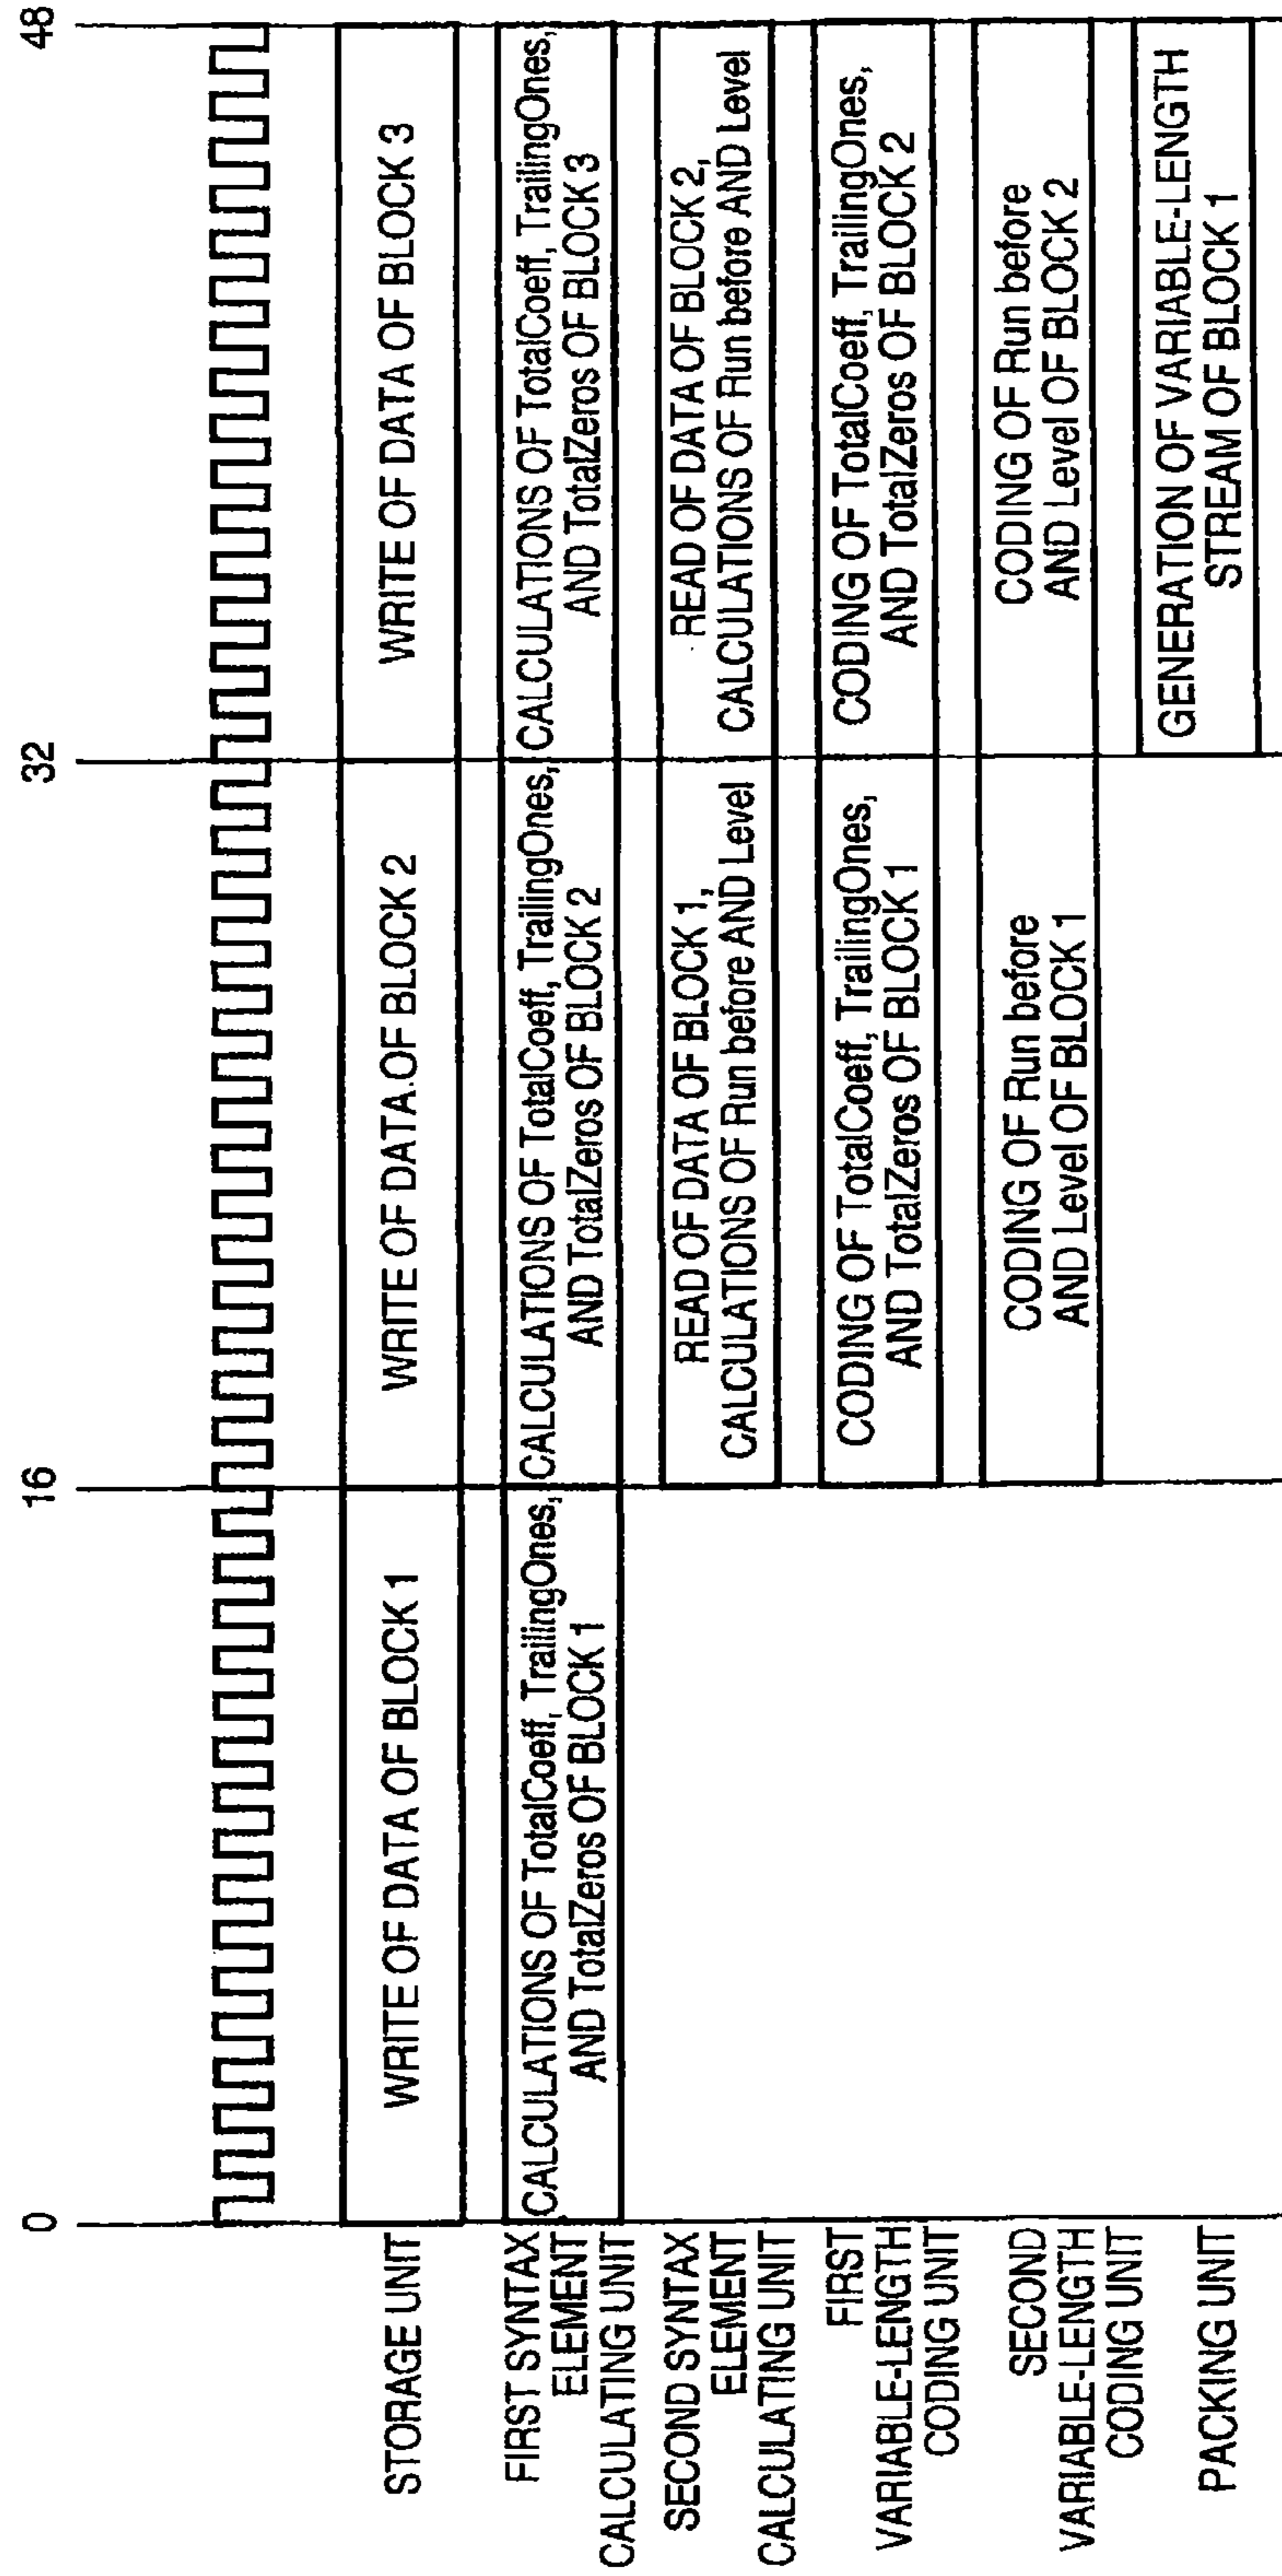 0 16 32 48
STORAGE UNIT
WRITE OF DATA OF BLOCK 1
WRITE OF DATA.OF BLOCK 2
WRITE OF DATA OF BLOCK 3
FIRST SYNTAX
ELEMENT
CALCULATING UNIT
CALCULATIONS OF TotalCoeff, TrailingOnes,
AND TotalZeros OF BLOCK 1
CALCULATIONS OF TotalCoeff, TrailingOnes,
AND TotalZeros OF BLOCK 2
CALCULATIONS OF TotalCoeff, TrailingOnes,
AND TotalZeros OF BLOCK 3
SECOND SYNTAX
ELEMENT
CALCULATING UNIT
READ OF DATA OF BLOCK 1,
CALCULATIONS OF Run before AND Level
READ OF DATA OF BLOCK 2,
CALCULATIONS OF Run before AND Level
FIRST
VARIABLE-LENGTH
CODING UNIT
CODING OF TotalCoeff, TrailingOnes,
AND TotalZeros OF BLOCK 1
CODING OF TotalCoeff, TrailingOnes,
AND TotalZeros OF BLOCK 2
SECOND
VARIABLE-LENGTH
CODING UNIT
CODING OF Run before
AND Level OF BLOCK 1
CODING OF Run before
AND Level OF BLOCK 2
PACKING UNIT
GENERATION OF VARIABLE-LENGTH
STREAM OF BLOCK 1